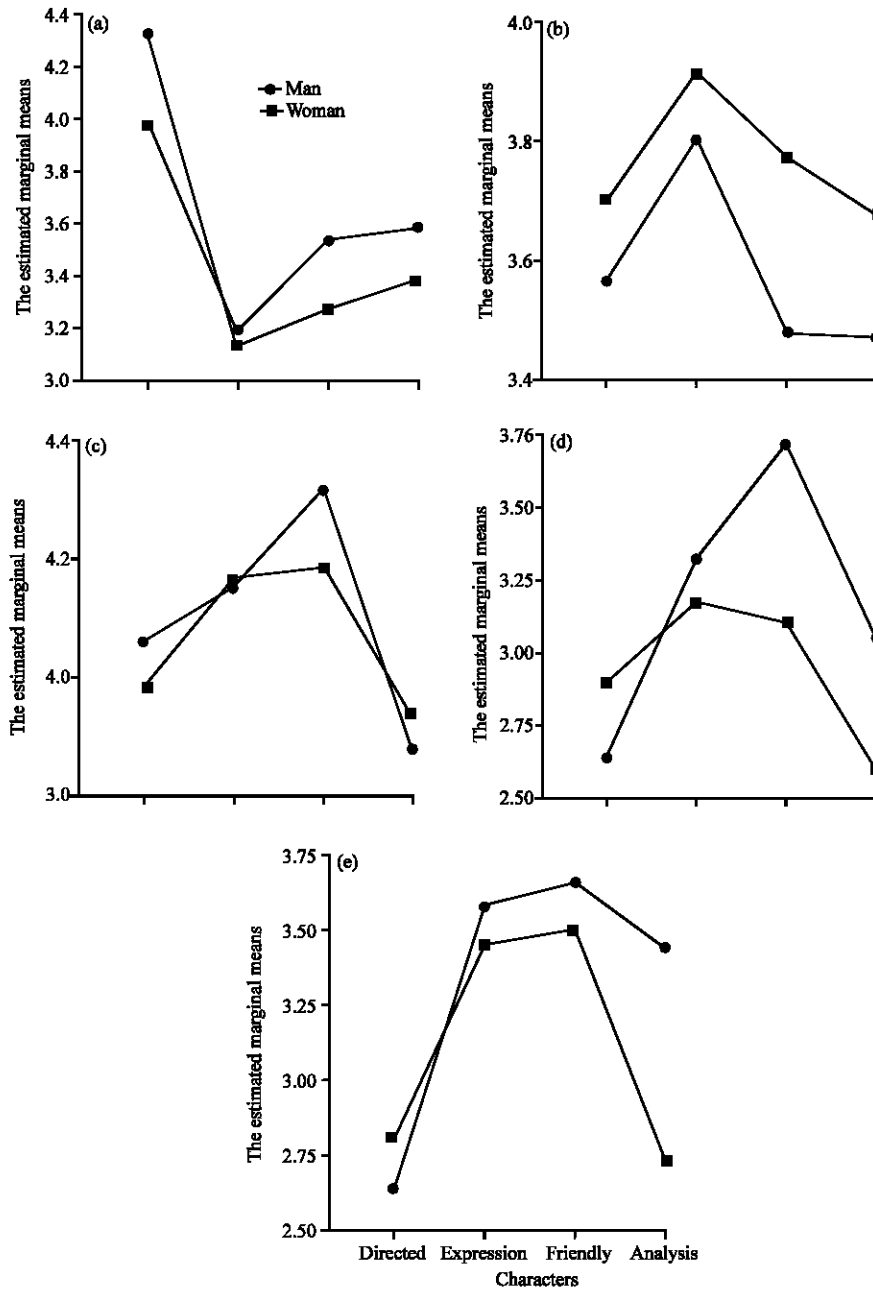 (a)
The estimated marginal means
4.4
4.2
4.0
3.8
3.6
3.4
3.2
3.0
Man
Woman
(b)
The estimated marginal means
4.0
3.8
3.6
3.4
(c)
The estimated marginal means
4.4
4.2
4.0
3.0
(d)
The estimated marginal means
3.76
3.50
3.25
3.00
2.75
2.50
(e)
The estimated marginal means
3.75
3.50
3.25
3.00
2.75
2.50
Directed Expression Friendly Analysis
Characters